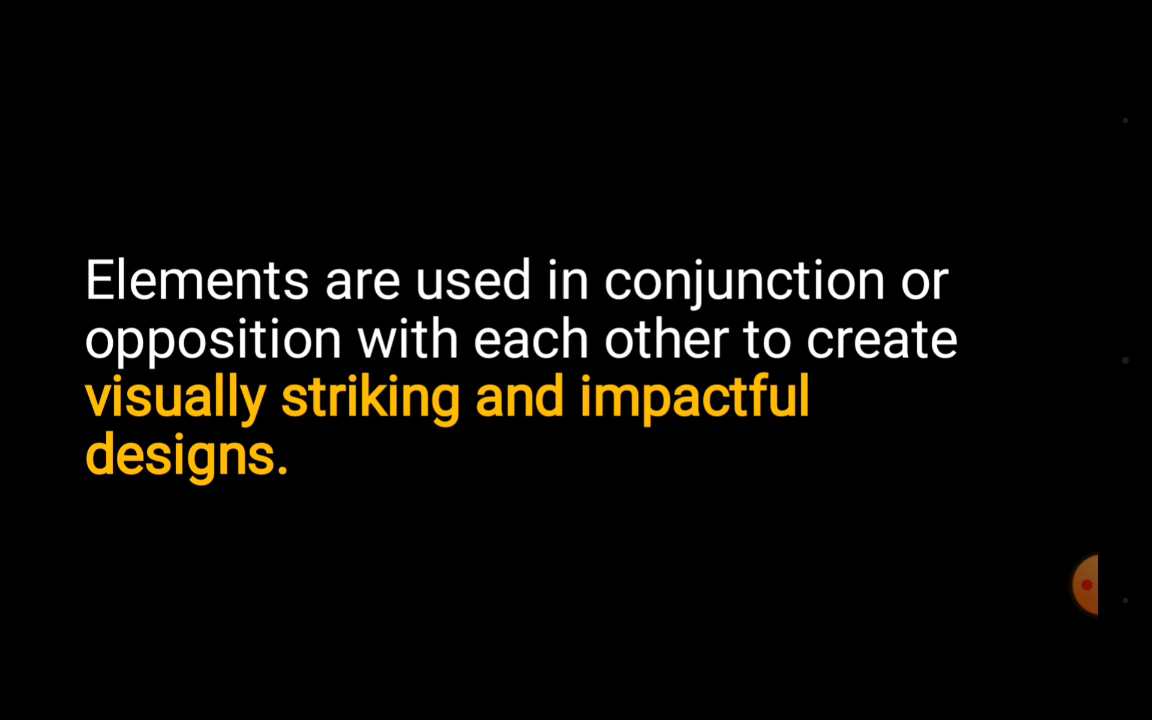 Elements are used in conjunction or
opposition with each other to create
visually striking and impactful
designs.